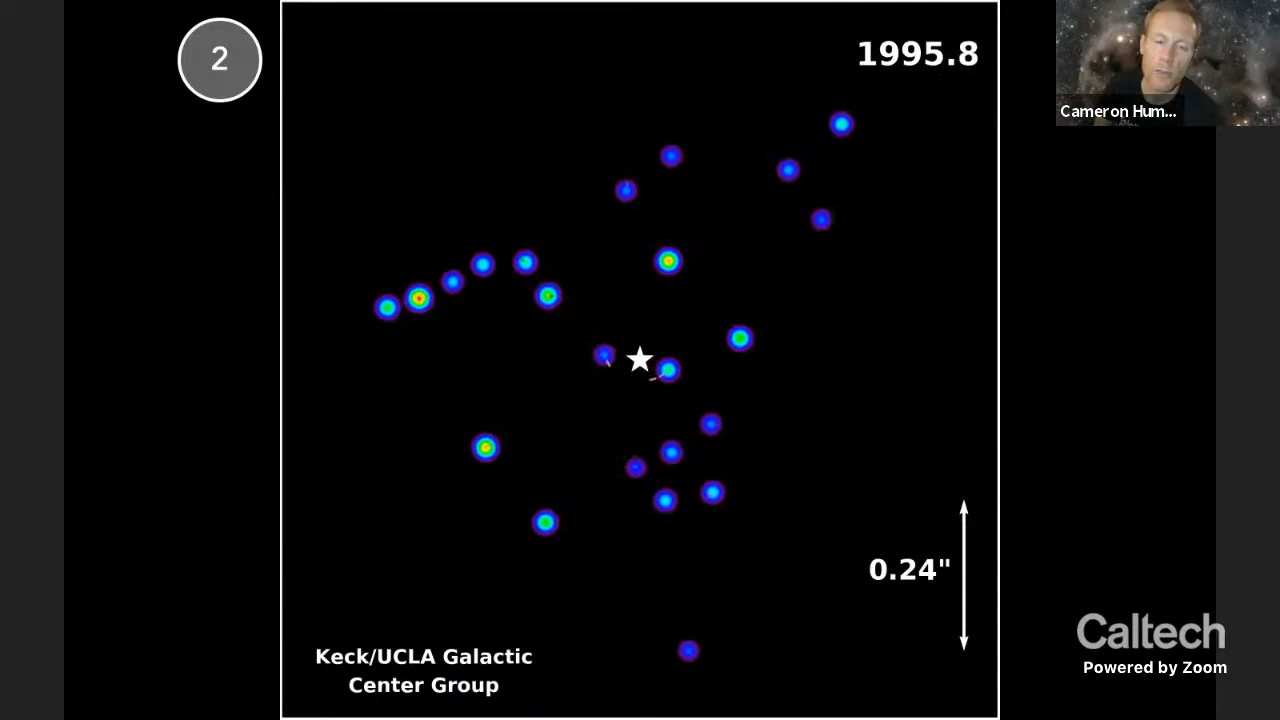 2
1995.8
Cameron Hum...
0.24"
Keck/UCLA Galactic
Center Group
Caltech
Powered by Zoom